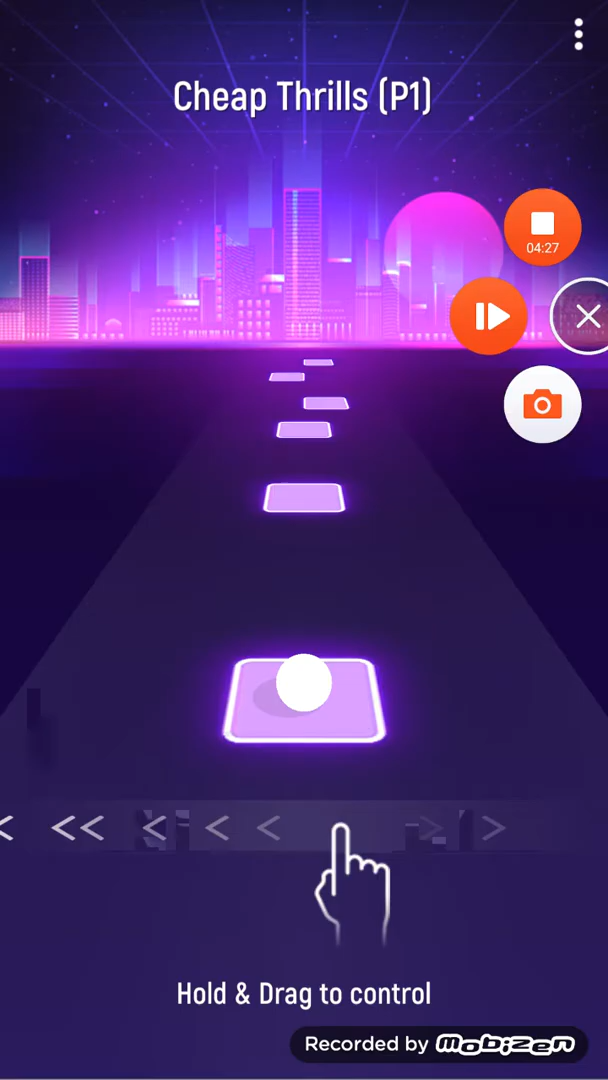 Cheap Thrills (P1)
04:27
Hold & Drag to control
Recorded by mobizen